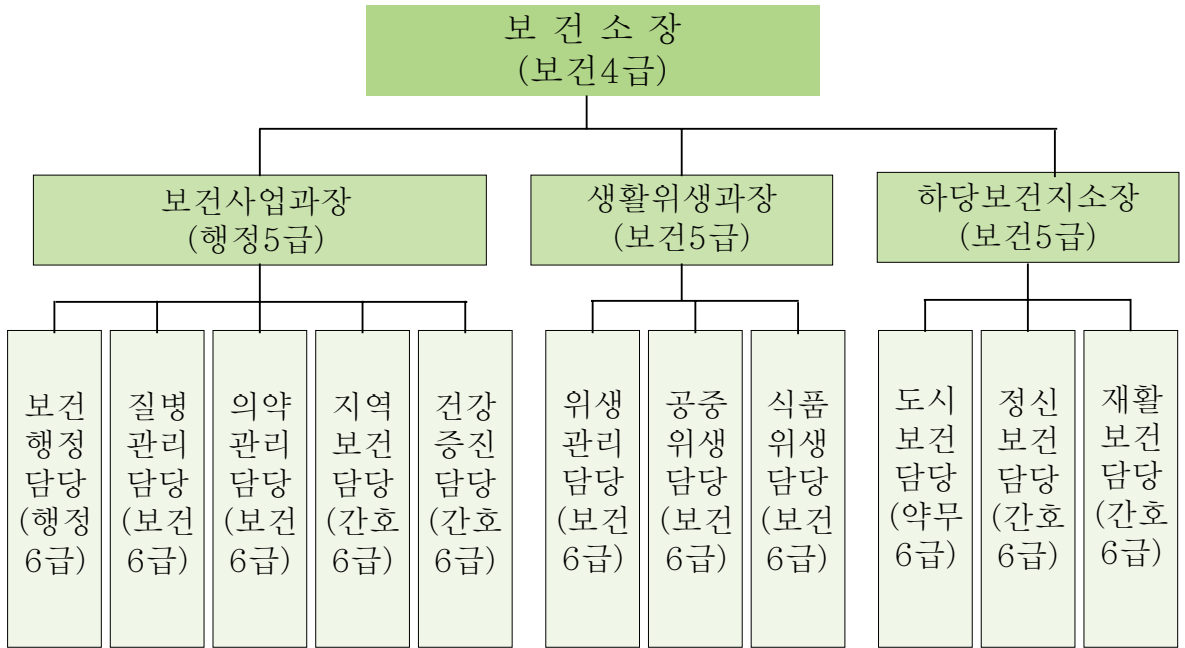 보 건 소 장
(보건4급)
보건사업과장
(행정5급)
생활위생과장
(보건5급)
하당보건지소장
(보건5급)
보건
행정
담당
(행정
6급)
질병
관리
담당
(보건
6급)
의약
관리
담당
(보건
6급)
지역
보건
담당
(간호
6급)
건강
증진
담당
(간호
6급)
위생
관리
담당
(보건
6급)
공중
위생
담당
(보건
6급)
식품
위생
담당
(보건
6급)
도시
보건
담당
(약무
6급)
정신
보건
담당
(간호
6급)
재활
보건
담당
(간호
6급)